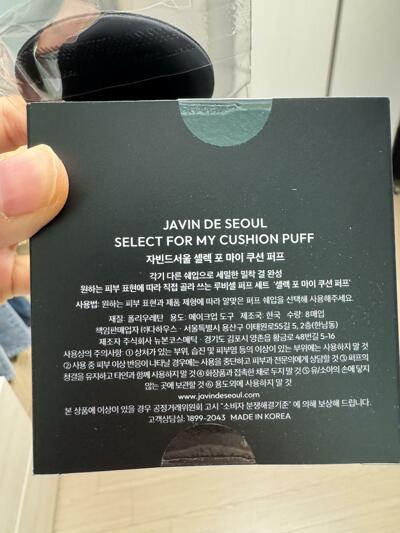 JAVIN DE SEOUL
SELECT FOR MY CUSHION PUFF
자빈드서울 셀렉 포 마이 쿠션 퍼프
각기 다른 쉐입으로 세밀한 밀착 결 완성
원하는 피부 표현에 따라 직접 골라 쓰는 루비셀 퍼프 세트 '셀렉 포 마이 쿠션 퍼프'
사용법: 원하는 피부 표현과 제품 제형에 따라 알맞은 퍼프 쉐입을 선택해 사용해주세요.
재질: 폴리우레탄 용도: 메이크업 도구 제조국: 한국 수량: 8매입
책임판매업자 ㈜다하우스 · 서울특별시 용산구 이태원로55길 5, 2층(한남동)
제조자 주식회사 뉴본코스메틱 · 경기도 김포시 양촌읍 황금로 48번길 5-16
사용상의 주의사항: ① 상처가 있는 부위, 습진 및 피부염 등의 이상이 있는 부위에는 사용하지 말 것
② 사용 중 피부 이상 반응이 나타날 경우에는 사용을 중단하고 피부과 전문의에게 상담할 것 ③ 퍼프의
청결을 유지하고 타인과 함께 사용하지 말 것 ④ 화장품과 접촉한 채로 두지 말 것 ⑤ 유/소아의 손에 닿지
않는 곳에 보관할 것 ⑥ 용도외에 사용하지 말 것
www.javindeseoul.com
본 상품에 이상이 있을 경우 공정거래위원회 고시 "소비자 분쟁해결기준" 에 의해 보상해 드립니다.
고객상담실: 1899-2043 MADE IN KOREA